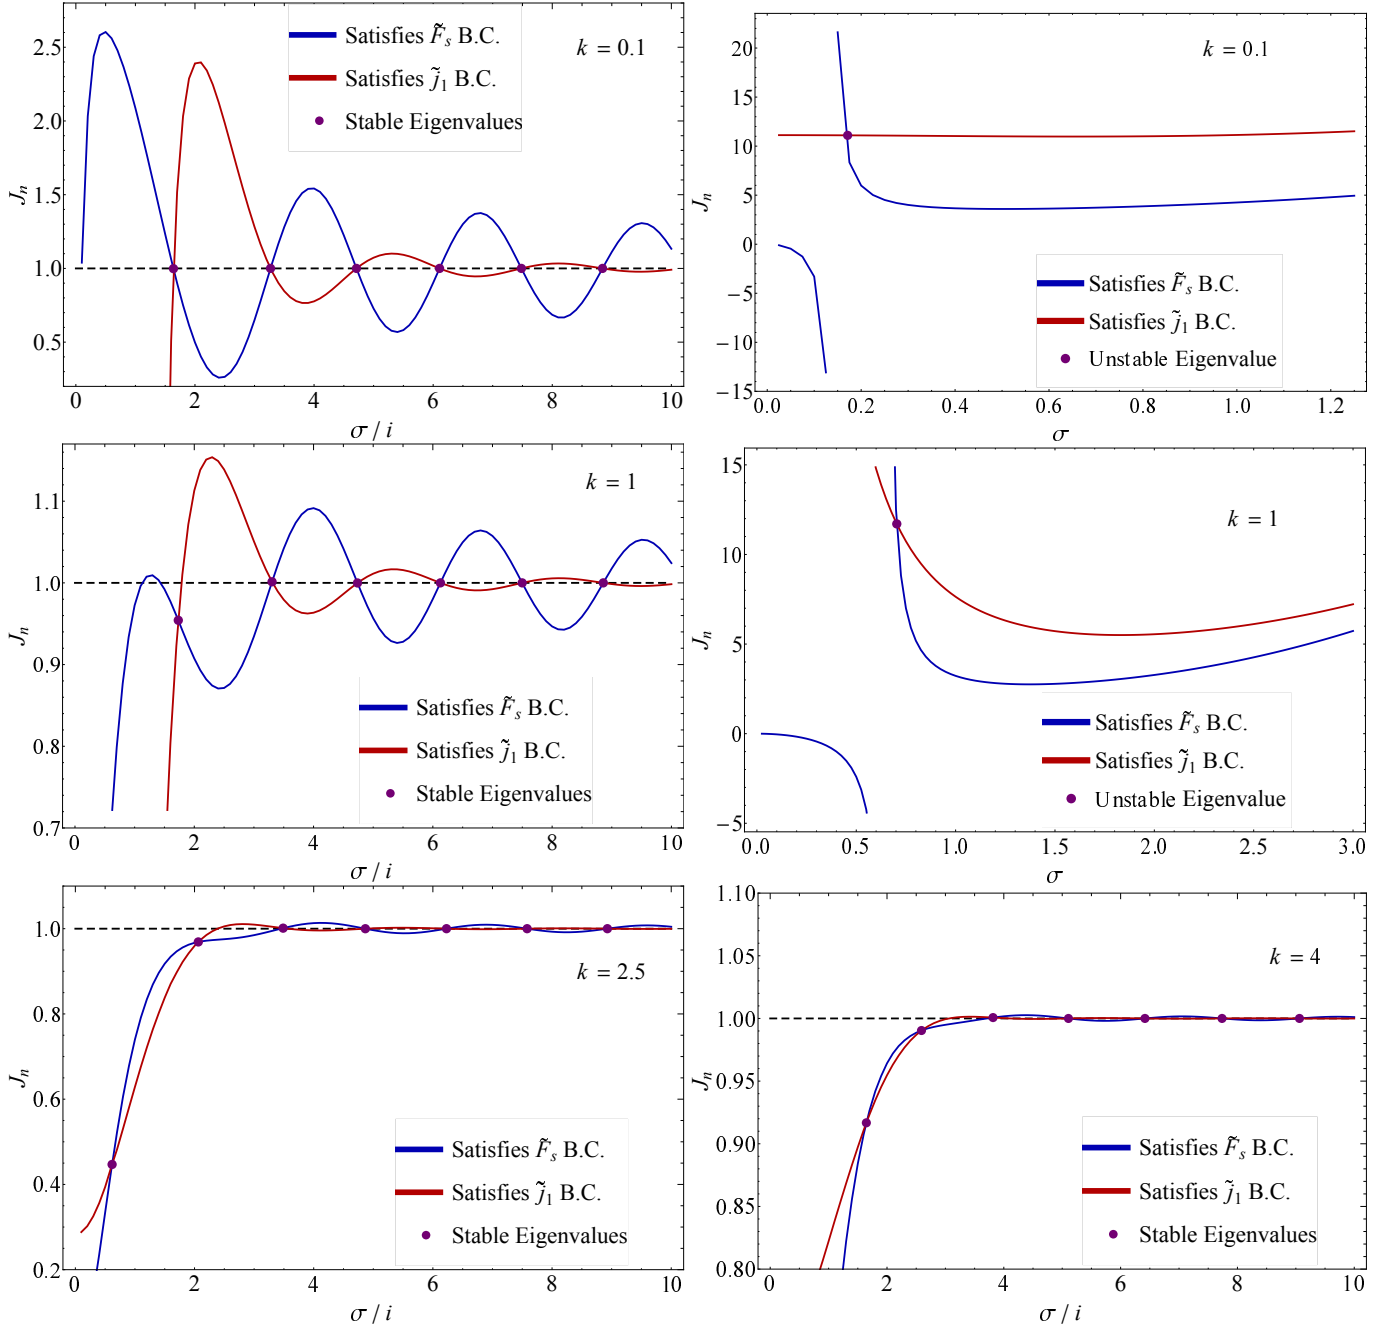 Satisfies F̃s B.C.
Satisfies j̃1 B.C.
Stable Eigenvalues
k = 0.1
2.5
2.0
1.5
1.0
0.5
Jn
0 2 4 6 8 10
σ / i
k = 0.1
20
15
10
5
0
−5
−10
−15
Jn
Satisfies F̃s B.C.
Satisfies j̃1 B.C.
Unstable Eigenvalue
0.0 0.2 0.4 0.6 0.8 1.0 1.2
σ
k = 1
1.1
1.0
0.9
0.8
0.7
Jn
Satisfies F̃s B.C.
Satisfies j̃1 B.C.
Stable Eigenvalues
0 2 4 6 8 10
σ / i
k = 1
15
10
5
0
−5
Jn
Satisfies F̃s B.C.
Satisfies j̃1 B.C.
Unstable Eigenvalue
0.0 0.5 1.0 1.5 2.0 2.5 3.0
σ
k = 2.5
1.0
0.8
0.6
0.4
0.2
Jn
Satisfies F̃s B.C.
Satisfies j̃1 B.C.
Stable Eigenvalues
0 2 4 6 8 10
σ / i
k = 4
1.10
1.05
1.00
0.95
0.90
0.85
0.80
Jn
Satisfies F̃s B.C.
Satisfies j̃1 B.C.
Stable Eigenvalues
0 2 4 6 8 10
σ / i